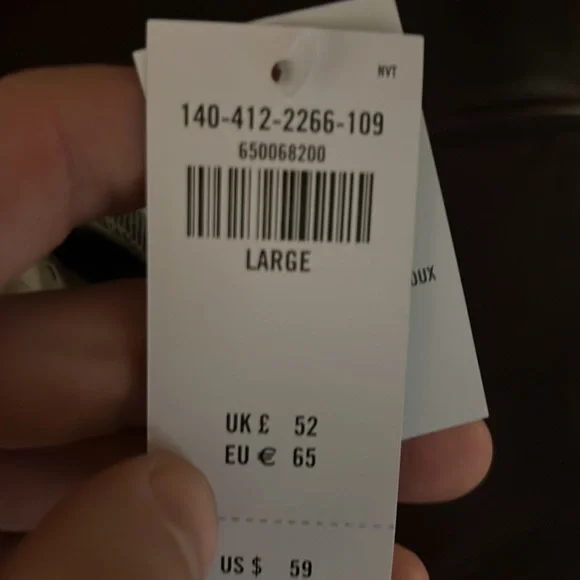 NVT
140-412-2266-109
650068200
LARGE
UK £ 52
EU € 65
US $ 59